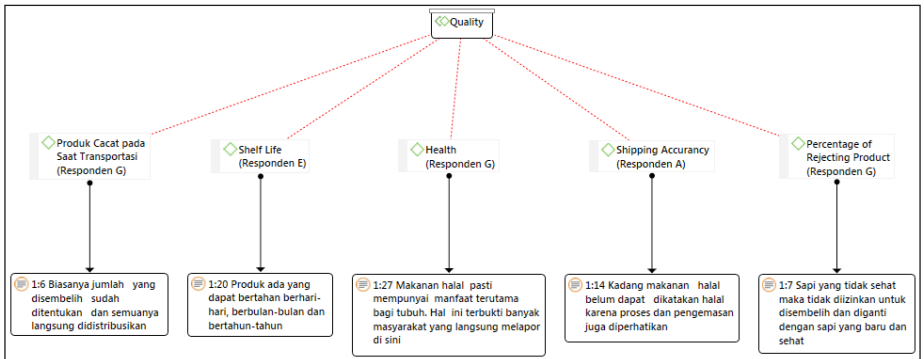 Quality
Produk Cacat pada
Saat Transportasi
(Responden G)
Shelf Life
(Responden E)
Health
(Responden G)
Shipping Accurancy
(Responden A)
Percentage of
Rejecting Product
(Responden G)
1:6 Biasanya jumlah yang
disembelih sudah
ditentukan dan semuanya
langsung didistribusikan
1:20 Produk ada yang
dapat bertahan berhari-
hari, berbulan-bulan dan
bertahun-tahun
1:27 Makanan halal pasti
mempunyai manfaat terutama
bagi tubuh. Hal ini terbukti banyak
masyarakat yang langsung melapor
di sini
1:14 Kadang makanan halal
belum dapat dikatakan halal
karena proses dan pengemasan
juga diperhatikan
1:7 Sapi yang tidak sehat
maka tidak diizinkan untuk
disembelih dan diganti
dengan sapi yang baru dan
sehat